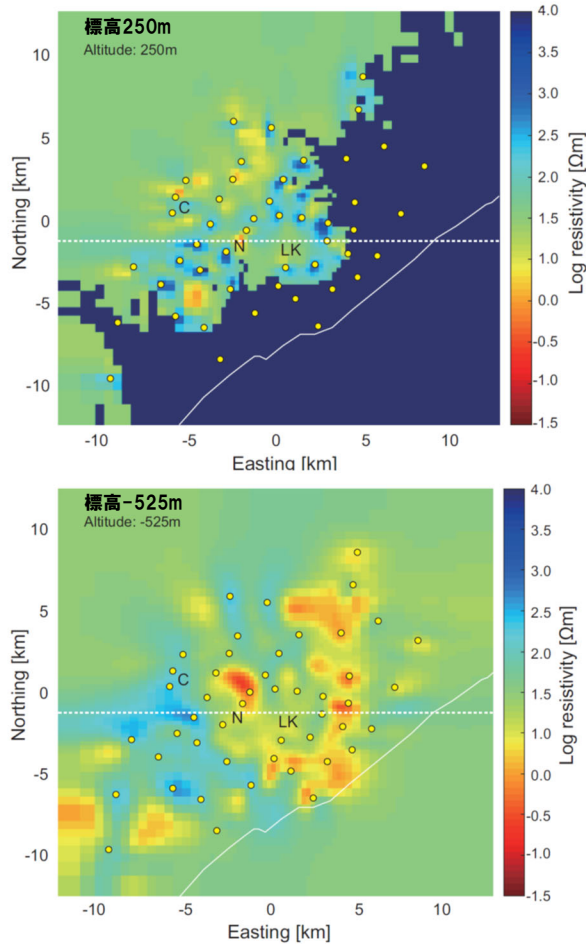 標高250m
Altitude: 250m
10
5
0
-5
-10
Northing [km]
C
N
LK
-10
-5
0
5
10
Easting [km]
4.0
3.5
3.0
2.5
2.0
1.5
1.0
0.5
0.0
-0.5
-1.0
-1.5
Log resistivity [Ωm]
標高-525m
Altitude: -525m
10
5
0
-5
-10
Northing [km]
C
N
LK
-10
-5
0
5
10
Easting [km]
4.0
3.5
3.0
2.5
2.0
1.5
1.0
0.5
0.0
-0.5
-1.0
-1.5
Log resistivity [Ωm]